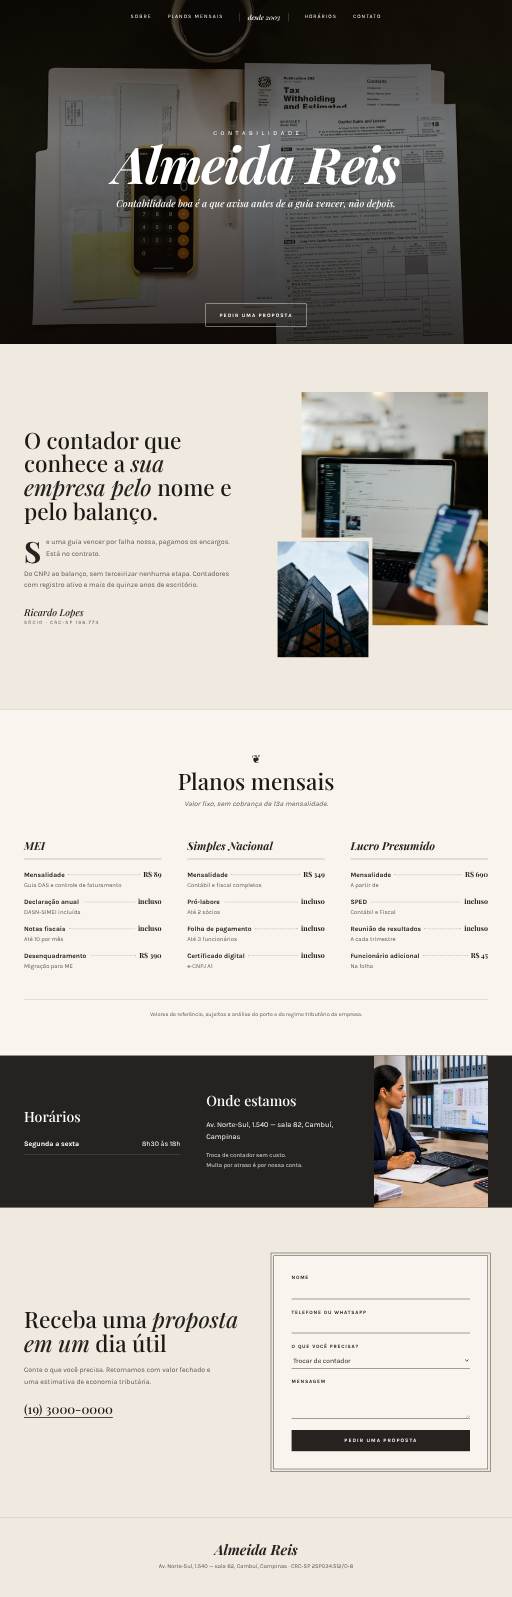 SOBRE
PLANOS MENSAIS
desde 2003
HORÁRIOS
CONTATO
CONTABILIDADE
Almeida Reis
Contabilidade boa é a que avisa antes de a guia vencer, não depois.
PEDIR UMA PROPOSTA
Tax
Withholding
and Estimated
O contador que
conhece a sua
empresa pelo nome e
pelo balanço.
Se uma guia vencer por falha nossa, pagamos os encargos.
Está no contrato.
Do CNPJ ao balanço, sem terceirizar nenhuma etapa. Contadores
com registro ativo e mais de quinze anos de escritório.
Ricardo Lopes
Planos mensais
Valor fixo, sem cobrança de 13a mensalidade.
MEI
Mensalidade R$ 89
Guia DAS e controle de faturamento
Declaração anual incluso
DASN-SIMEI incluída
Notas fiscais incluso
Até 10 por mês
Desenquadramento R$ 390
Migração para ME
Simples Nacional
Mensalidade R$ 349
Contábil e fiscal completos
Pró-labore incluso
Até 2 sócios
Folha de pagamento incluso
Até 3 funcionários
Certificado digital incluso
e-CNPJ A1
Lucro Presumido
Mensalidade R$ 690
A partir de
SPED incluso
Contábil e Fiscal
Reunião de resultados incluso
A cada trimestre
Funcionário adicional R$ 45
Na folha
Valores de referência, sujeitos a análise do porte e do regime tributário da empresa.
Horários
Segunda a sexta 8h30 às 18h
Onde estamos
Av. Norte-Sul, 1.540 — sala 82, Cambuí,
Campinas
Troca de contador sem custo.
Multa por atraso é por nossa conta.
Receba uma proposta
em um dia útil
Conte o que você precisa. Retornamos com valor fechado e
uma estimativa de economia tributária.
(19) 3000-0000
NOME
TELEFONE OU WHATSAPP
O QUE VOCÊ PRECISA?
Trocar de contador
MENSAGEM
PEDIR UMA PROPOSTA
Almeida Reis
Av. Norte-Sul, 1.540 — sala 82, Cambuí, Campinas · CRC-SP